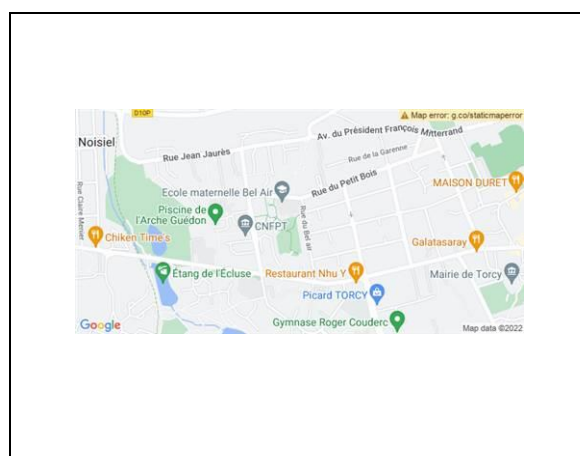 D10P
Map error: g.co/staticmaperror
Noisiel
Av. du Président François Mitterrand
Rue Jean Jaurès
Rue de la Garenne
Ecole maternelle Bel Air
Rue du Petit Bois
MAISON DURET
Rue Claire Menier
Piscine de
l'Arche Guédon
CNFPT
Rue du Bel air
Chiken Time's
Galatasaray
Étang de l'Écluse
Restaurant Nhu Y
Mairie de Torcy
Picard TORCY
Gymnase Roger Couderc
Google
Map data ©2022